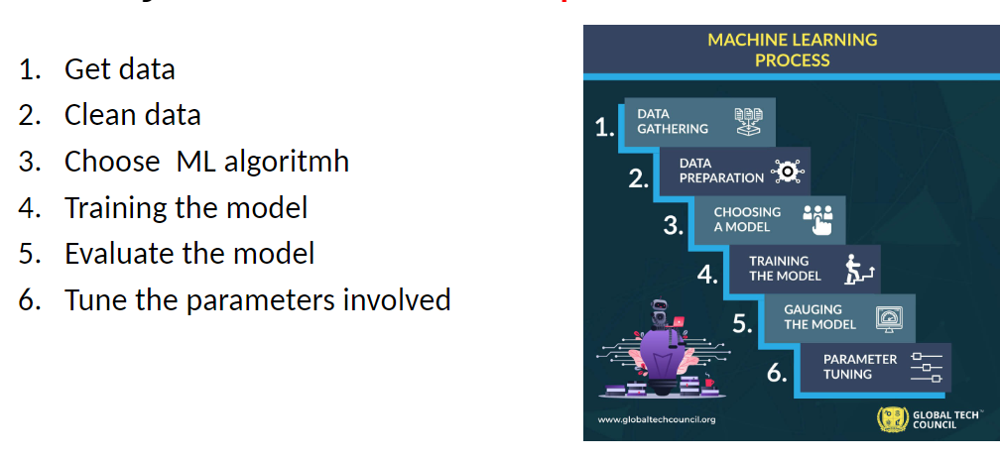 1. Get data
2. Clean data
3. Choose ML algoritmh
4. Training the model
5. Evaluate the model
6. Tune the parameters involved
MACHINE LEARNING
PROCESS
1. DATA
GATHERING
2. DATA
PREPARATION
3. CHOOSING
A MODEL
4. TRAINING
THE MODEL
5. GAUGING
THE MODEL
6. PARAMETER
TUNING
www.globaltechcouncil.org
GLOBAL TECH
COUNCIL